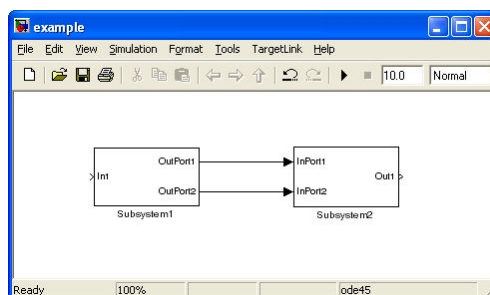 example
File Edit View Simulation Format Tools TargetLink Help
10.0 Normal
OutPort1 InPort1
In1 Out1
OutPort2 InPort2
Subsystem1 Subsystem2
Ready 100% ode45